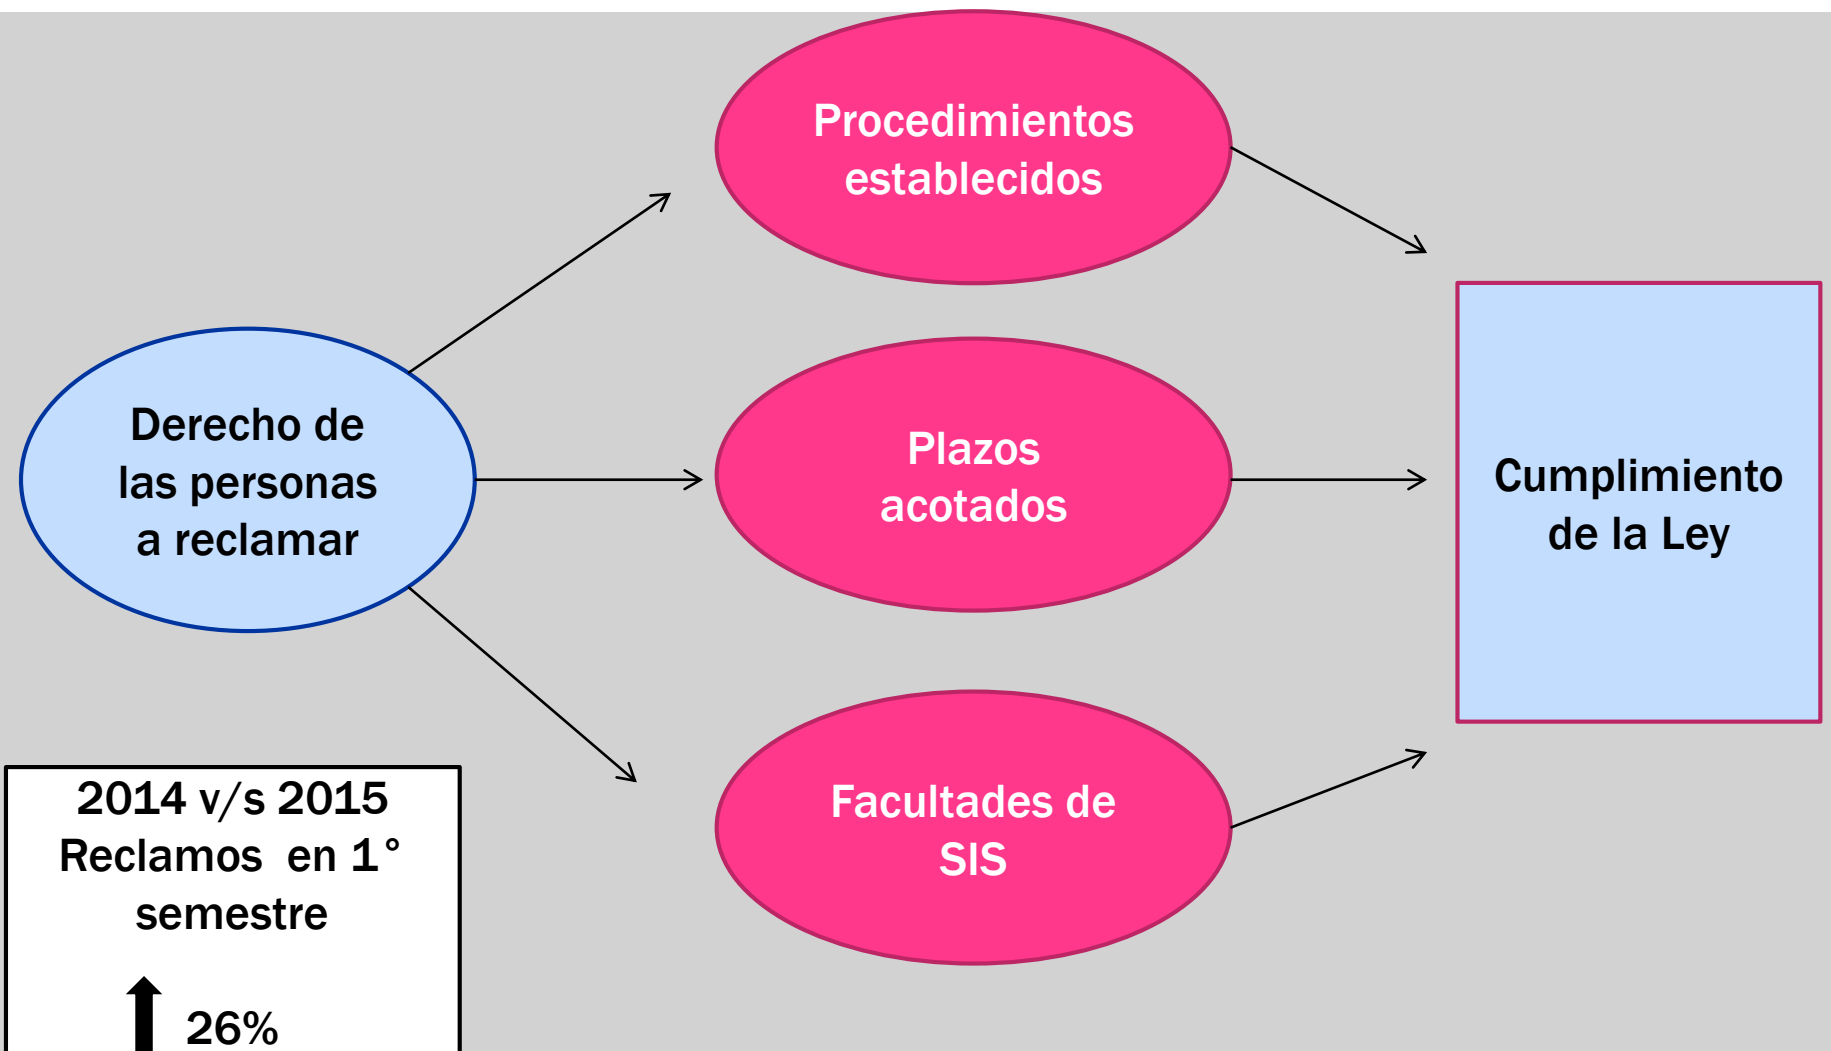 Procedimientos
establecidos
Derecho de
las personas
a reclamar
Plazos
acotados
Cumplimiento
de la Ley
Facultades de
SIS
2014 v/s 2015
Reclamos en 1°
semestre
26%